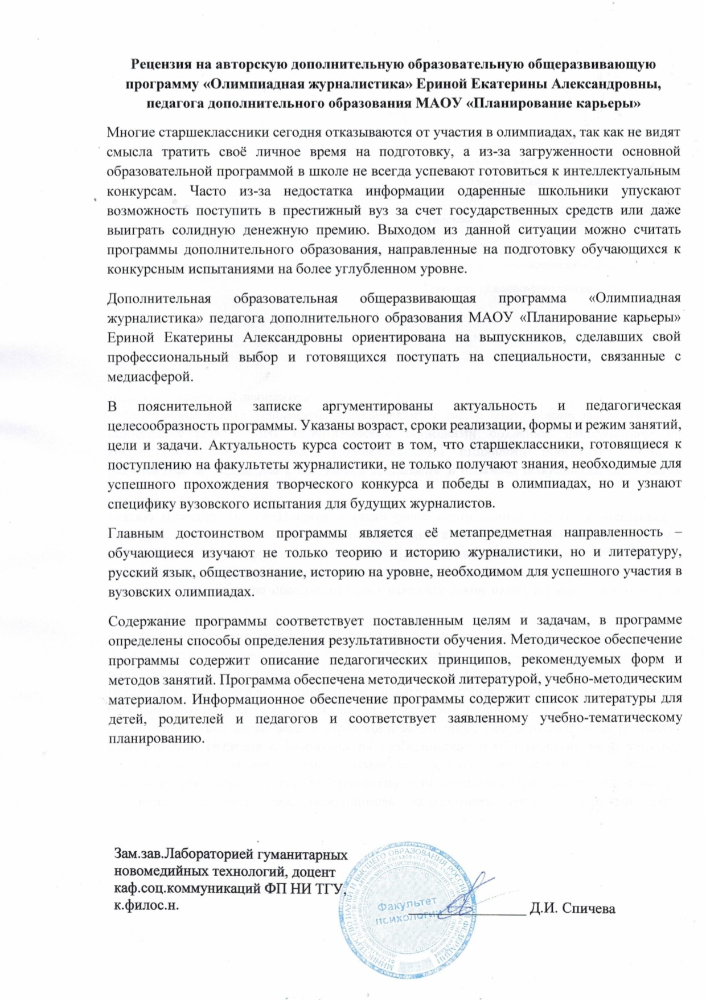 Рецензия на авторскую дополнительную образовательную общеразвивающую
программу «Олимпиадная журналистика» Ериной Екатерины Александровны,
педагога дополнительного образования МАОУ «Планирование карьеры»
Многие старшеклассники сегодня отказываются от участия в олимпиадах, так как не видят
смысла тратить своё личное время на подготовку, а из-за загруженности основной
образовательной программой в школе не всегда успевают готовиться к интеллектуальным
конкурсам. Часто из-за недостатка информации одаренные школьники упускают
возможность поступить в престижный вуз за счет государственных средств или даже
выиграть солидную денежную премию. Выходом из данной ситуации можно считать
программы дополнительного образования, направленные на подготовку обучающихся к
конкурсным испытаниями на более углубленном уровне.
Дополнительная образовательная общеразвивающая программа «Олимпиадная
журналистика» педагога дополнительного образования МАОУ «Планирование карьеры»
Ериной Екатерины Александровны ориентирована на выпускников, сделавших свой
профессиональный выбор и готовящихся поступать на специальности, связанные с
медиасферой.
В пояснительной записке аргументированы актуальность и педагогическая
целесообразность программы. Указаны возраст, сроки реализации, формы и режим занятий,
цели и задачи. Актуальность курса состоит в том, что старшеклассники, готовящиеся к
поступлению на факультеты журналистики, не только получают знания, необходимые для
успешного прохождения творческого конкурса и победы в олимпиадах, но и узнают
специфику вузовского испытания для будущих журналистов.
Главным достоинством программы является её метапредметная направленность –
обучающиеся изучают не только теорию и историю журналистики, но и литературу,
русский язык, обществознание, историю на уровне, необходимом для успешного участия в
вузовских олимпиадах.
Содержание программы соответствует поставленным целям и задачам, в программе
определены способы определения результативности обучения. Методическое обеспечение
программы содержит описание педагогических принципов, рекомендуемых форм и
методов занятий. Программа обеспечена методической литературой, учебно-методическим
материалом. Информационное обеспечение программы содержит список литературы для
детей, родителей и педагогов и соответствует заявленному учебно-тематическому
планированию.
Зам.зав.Лабораторией гуманитарных
новомедийных технологий, доцент
каф.соц.коммуникаций ФП НИ ТГУ,
к.филос.н.
Д.И. Спичева
МИНИСТЕРСТВО НАУКИ И ВЫСШЕГО ОБРАЗОВАНИЯ РОССИЙСКОЙ ФЕДЕРАЦИИ
Факультет
психологии